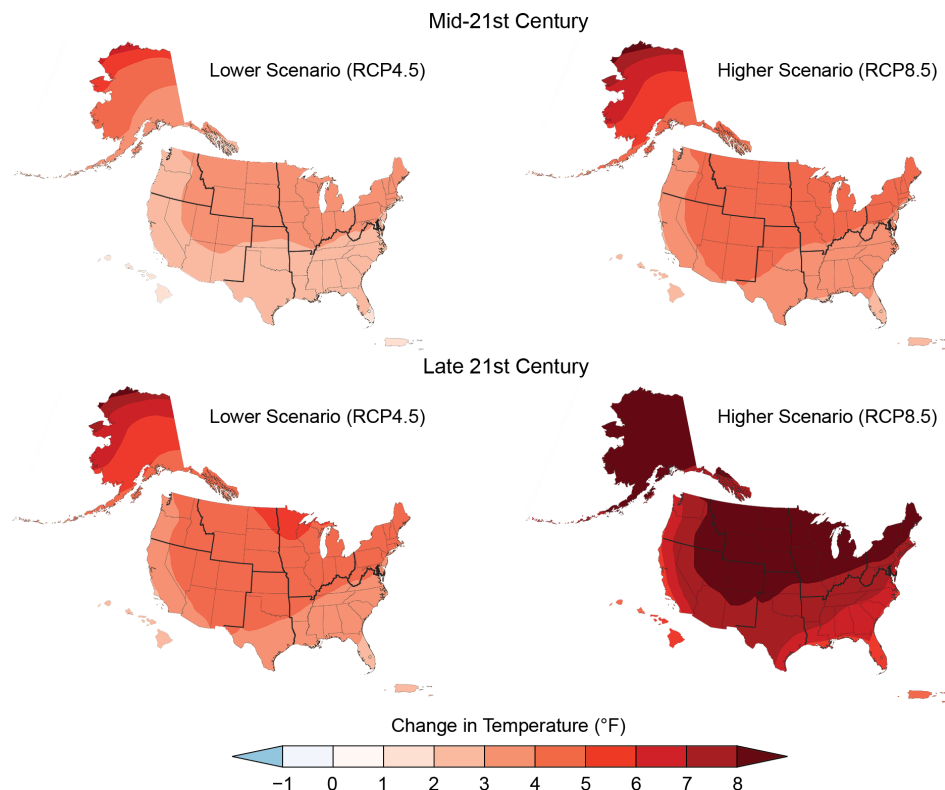 Mid-21st Century
Lower Scenario (RCP4.5)
Higher Scenario (RCP8.5)
Late 21st Century
Lower Scenario (RCP4.5)
Higher Scenario (RCP8.5)
Change in Temperature (°F)
−1 0 1 2 3 4 5 6 7 8